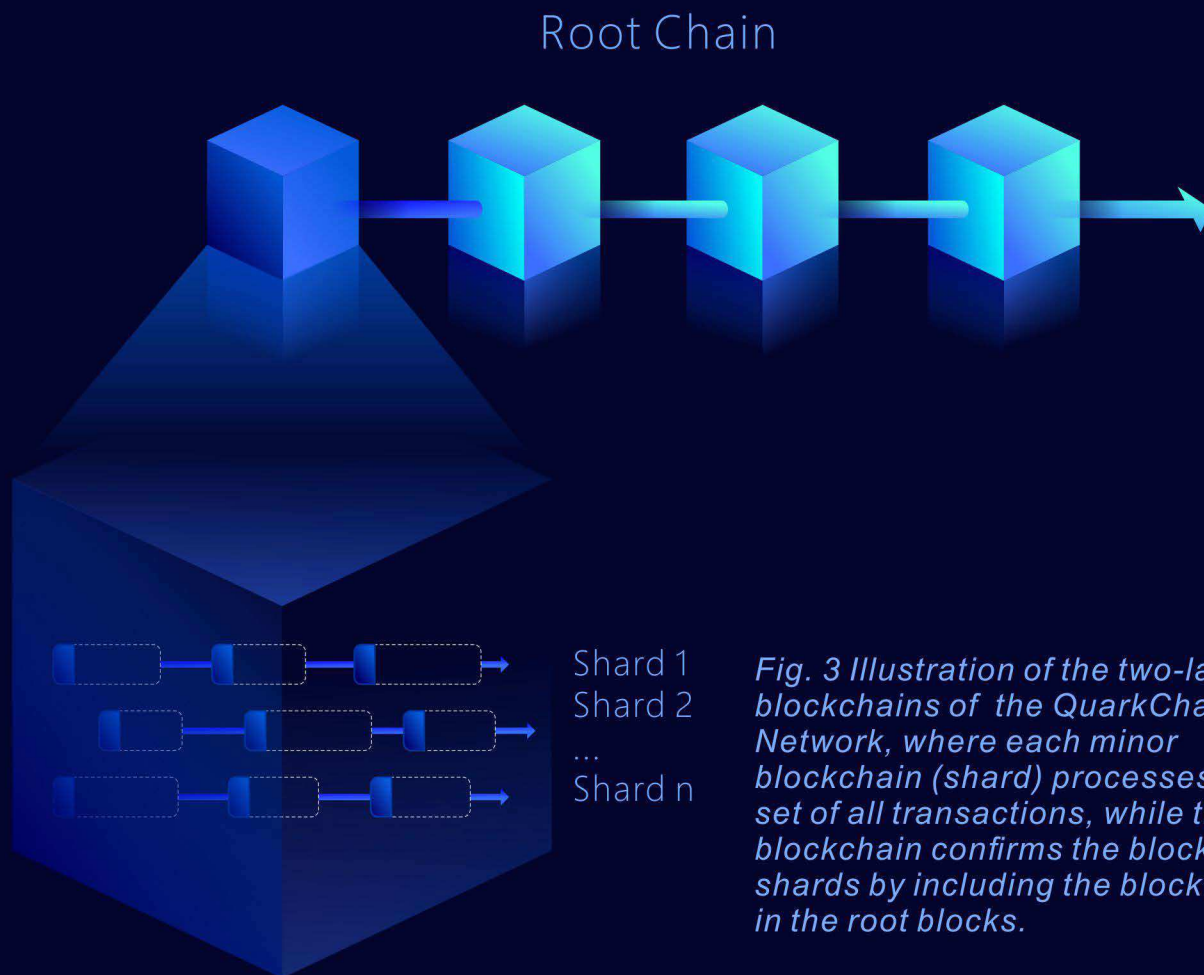 Root Chain
Shard 1
Shard 2
...
Shard n
Fig. 3 Illustration of the two-la
blockchains of the QuarkCha
Network, where each minor
blockchain (shard) processes
set of all transactions, while t
blockchain confirms the block
shards by including the block
in the root blocks.